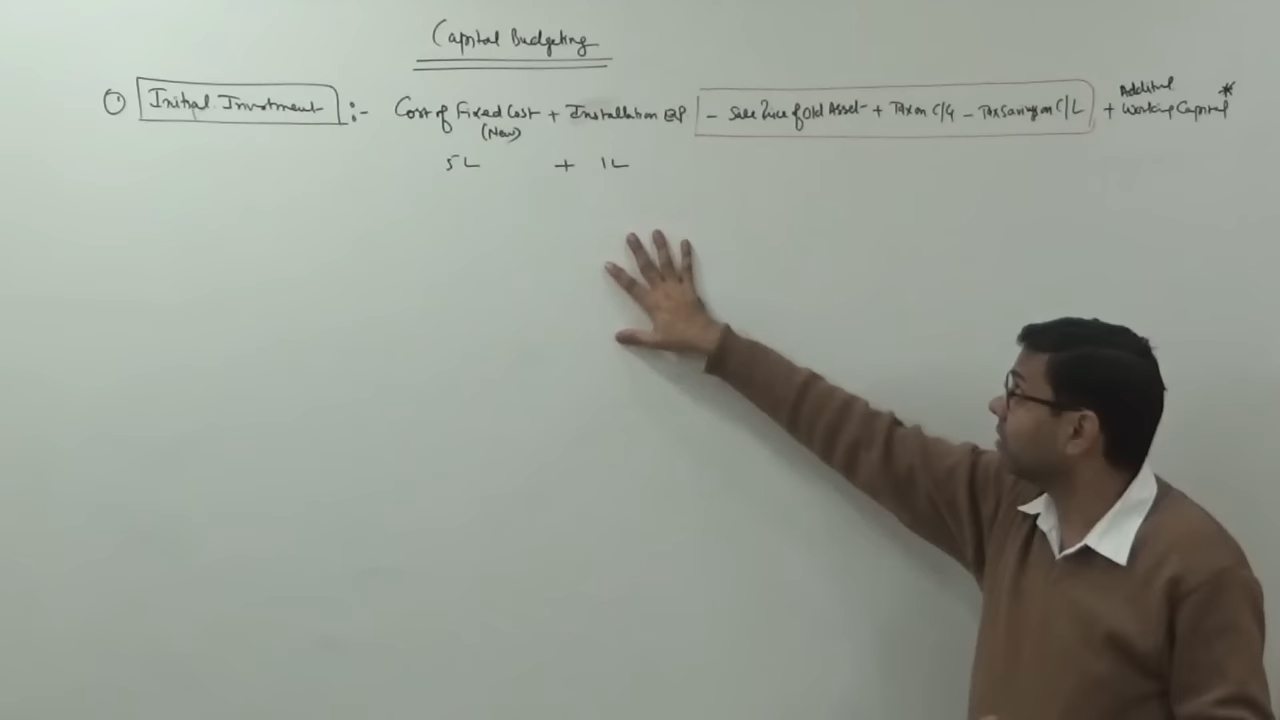 Capital Budgeting
① Initial Investment :- Cost of Fixed Cost + Installation exp - Sale Price of Old Asset + Tax on C/G - Tax Saving on C/L + Additional Working Capital *
(New)
5L + 1L